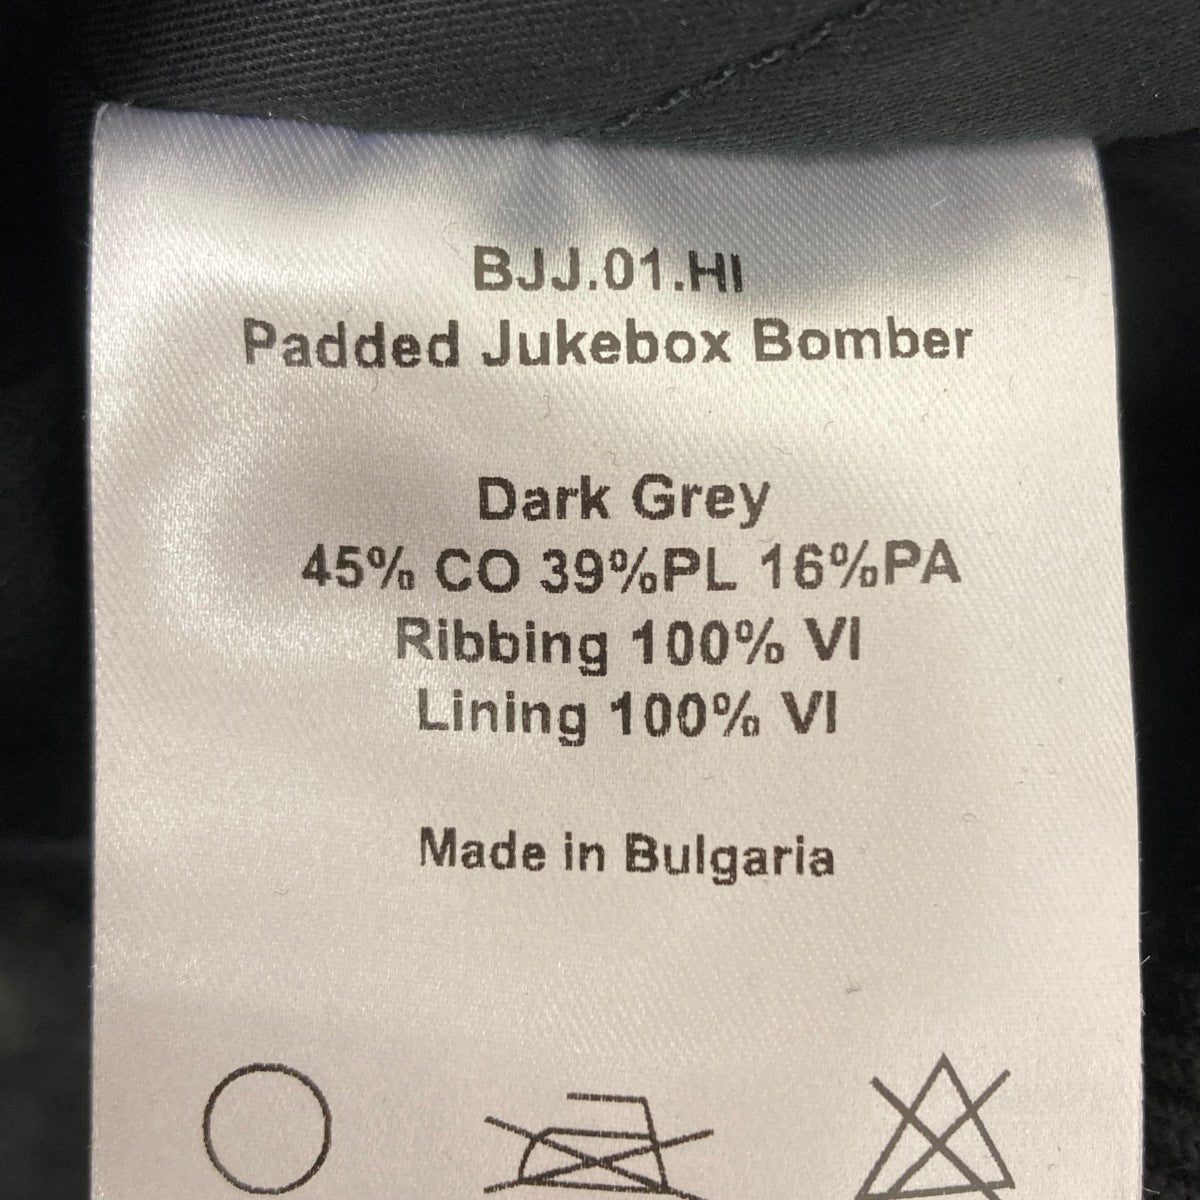 BJJ.01.HI
Padded Jukebox Bomber
Dark Grey
45% CO 39%PL 16%PA
Ribbing 100% VI
Lining 100% VI
Made in Bulgaria